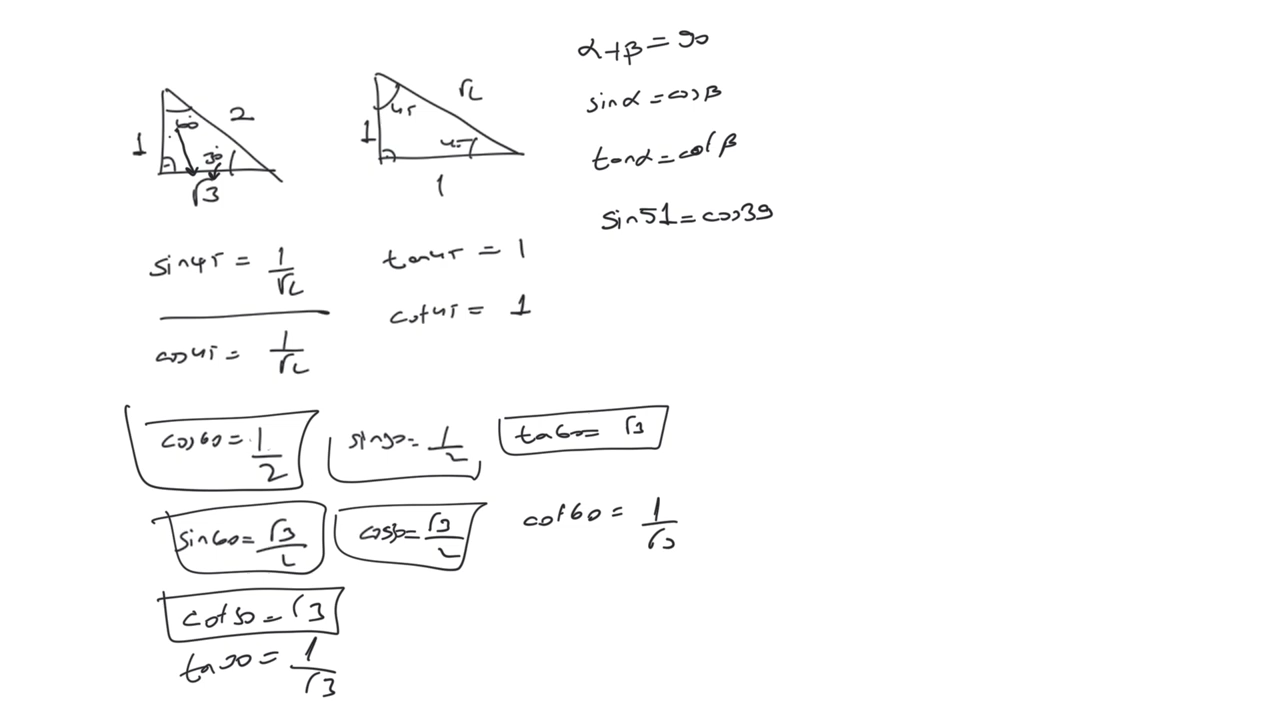 α+β=90
sinα=cosβ
tanα=cotβ
sin51=cos39
1
60
2
30
√3
1
45
√2
45
1
sin45 = 1/√2
tan45 = 1
cos45 = 1/√2
cot45 = 1
cos60 = 1/2
sin30 = 1/2
ta60 = √3
sin60 = √3/2
cos30 = √3/2
cot60 = 1/√3
cot30 = √3
ta30 = 1/√3